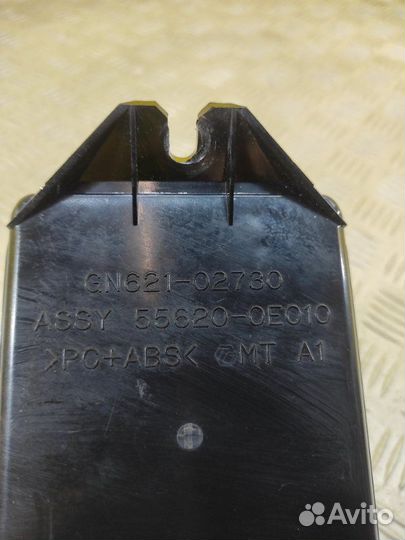 GN621-02730
ASSY 55620-0E010
>PC+ABS< MT A1
Avito